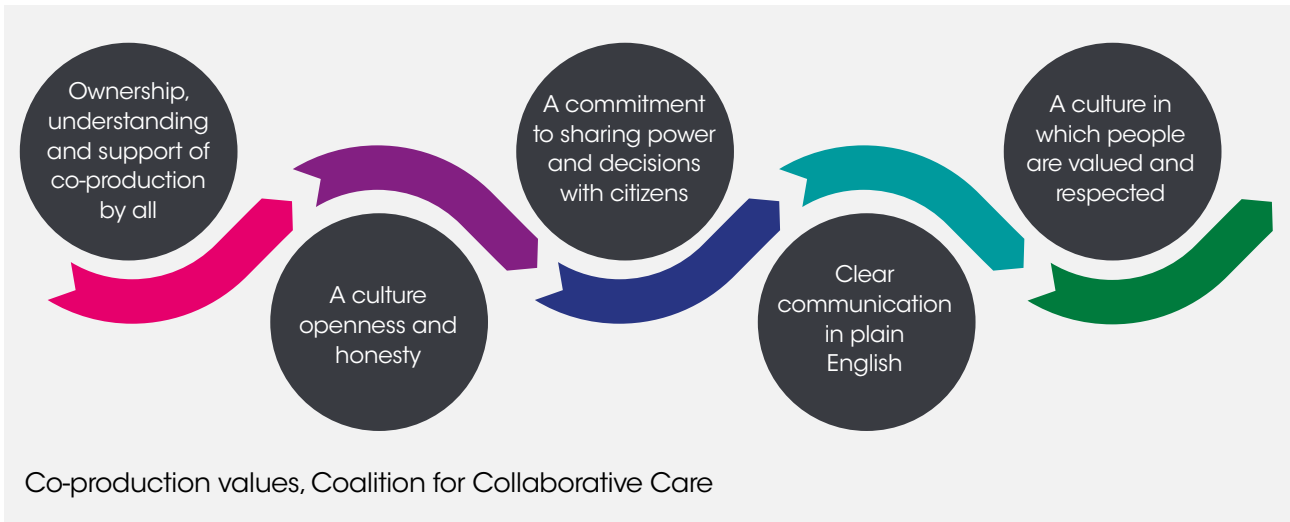 Ownership,
understanding
and support of
co-production
by all
A culture
openness and
honesty
A commitment
to sharing power
and decisions
with citizens
Clear
communication
in plain
English
A culture in
which people
are valued and
respected
Co-production values, Coalition for Collaborative Care